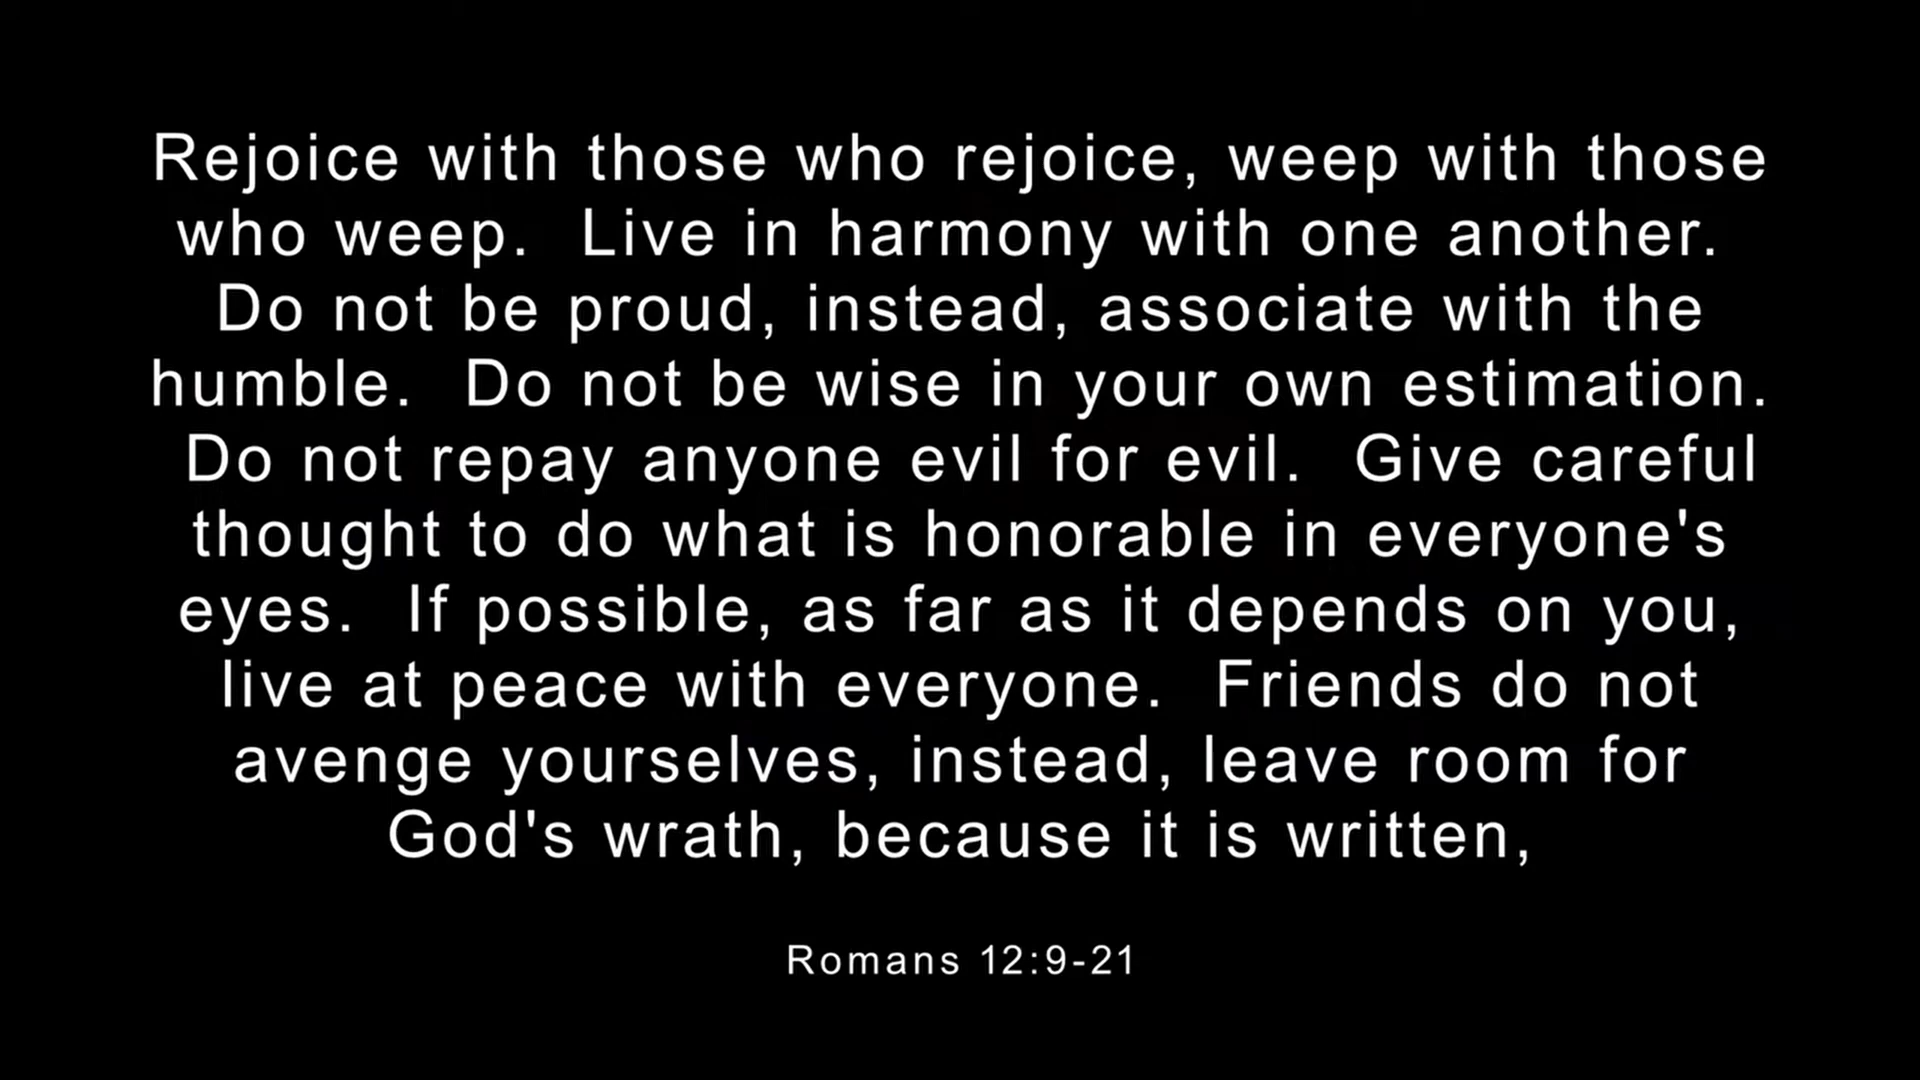 Rejoice with those who rejoice, weep with those
who weep.  Live in harmony with one another.
Do not be proud, instead, associate with the
humble.  Do not be wise in your own estimation.
Do not repay anyone evil for evil.  Give careful
thought to do what is honorable in everyone's
eyes.  If possible, as far as it depends on you,
live at peace with everyone.  Friends do not
avenge yourselves, instead, leave room for
God's wrath, because it is written,
Romans 12:9-21